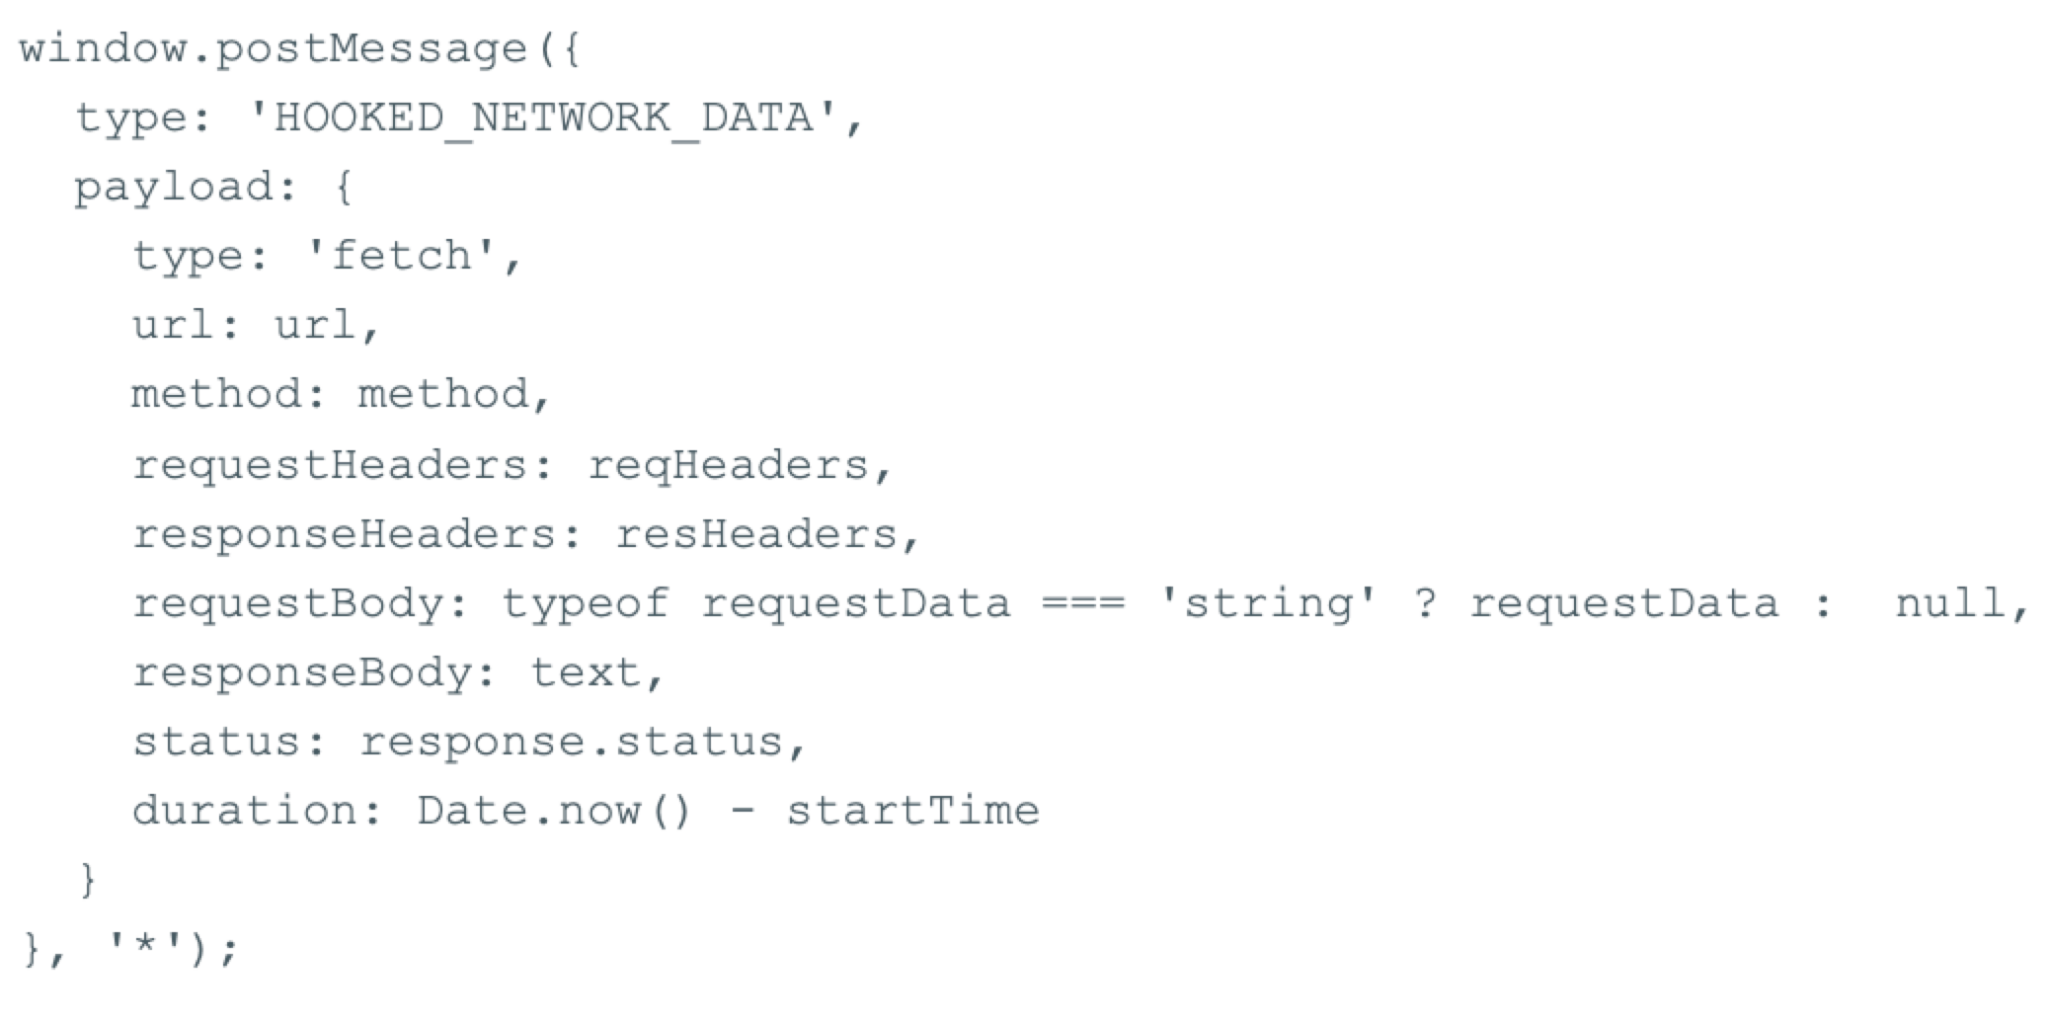 window.postMessage({
  type: 'HOOKED_NETWORK_DATA',
  payload: {
    type: 'fetch',
    url: url,
    method: method,
    requestHeaders: reqHeaders,
    responseHeaders: resHeaders,
    requestBody: typeof requestData === 'string' ? requestData :  null,
    responseBody: text,
    status: response.status,
    duration: Date.now() - startTime
  }
}, '*');